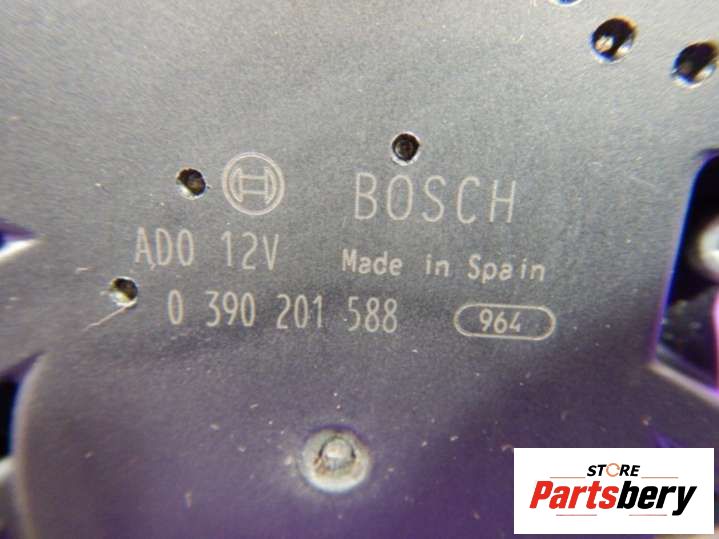 BOSCH
ADO 12V
Made in Spain
0 390 201 588
964
STORE
Partsbery